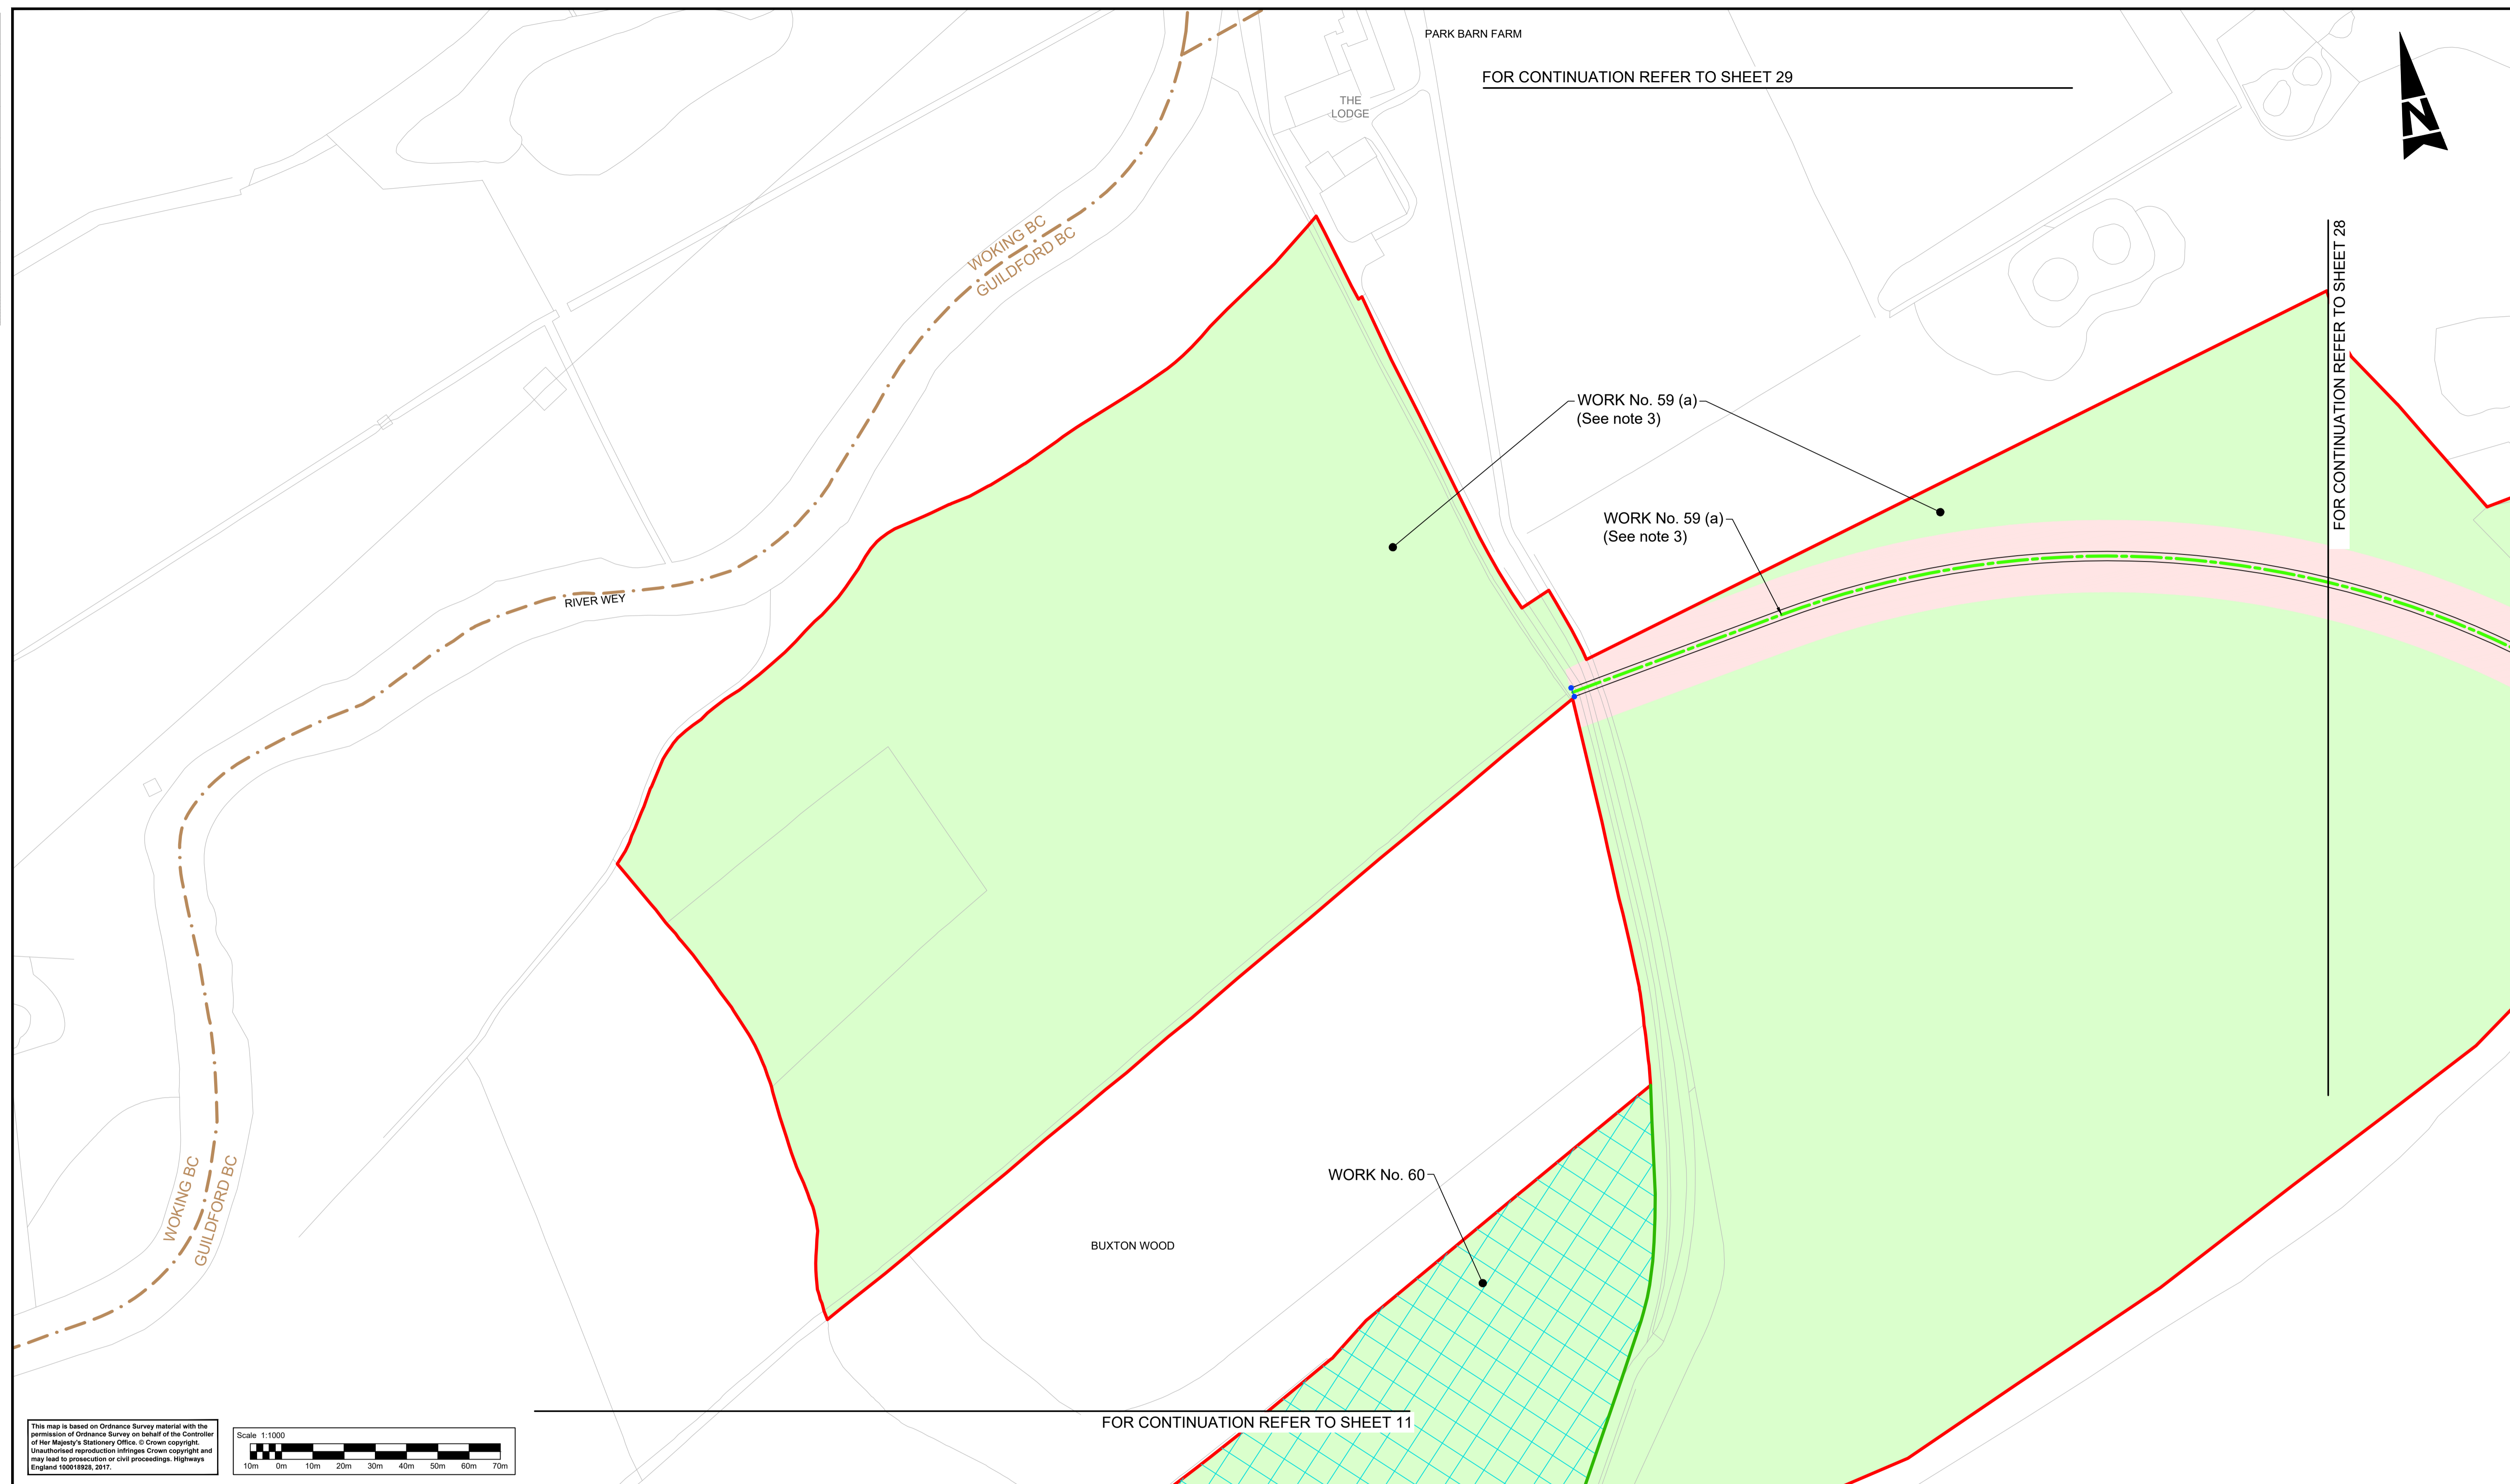 PARK BARN FARM
FOR CONTINUATION REFER TO SHEET 29
THE
LODGE
N
WOKING BC
GUILDFORD BC
FOR CONTINUATION REFER TO SHEET 28
WORK No. 59 (a)
(See note 3)
WORK No. 59 (a)
(See note 3)
RIVER WEY
WOKING BC
GUILDFORD BC
WORK No. 60
BUXTON WOOD
FOR CONTINUATION REFER TO SHEET 11
This map is based on Ordnance Survey material with the
permission of Ordnance Survey on behalf of the Controller
of Her Majesty's Stationery Office. © Crown copyright.
Unauthorised reproduction infringes Crown copyright and
may lead to prosecution or civil proceedings. Highways
England 100018928, 2017.
Scale 1:1000
10m 0m 10m 20m 30m 40m 50m 60m 70m